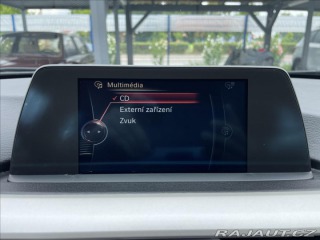 Multimédia
✓ CD
Externí zařízení
Zvuk
RAJAUT.CZ